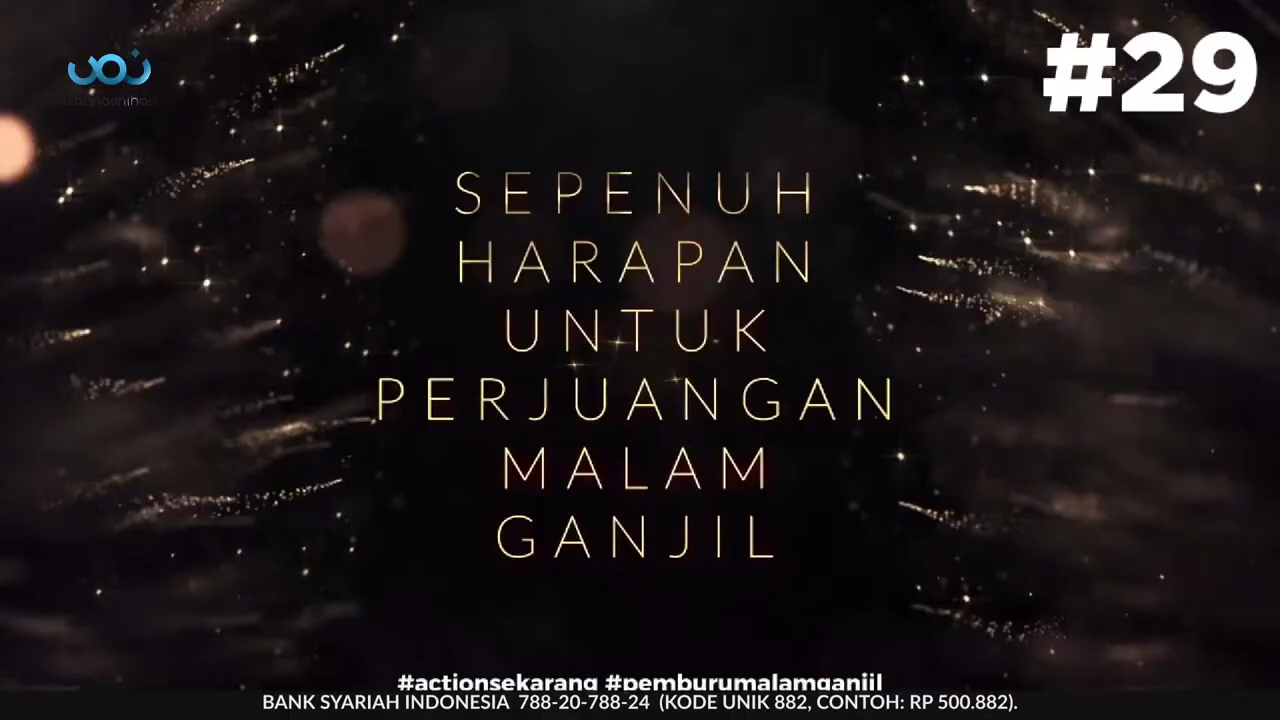 #29
SEPENUH
HARAPAN
UNTUK
PERJUANGAN
MALAM
GANJIL
#actionsekarang #pemburumalamganjil
BANK SYARIAH INDONESIA 788-20-788-24 (KODE UNIK 882, CONTOH: RP 500.882).